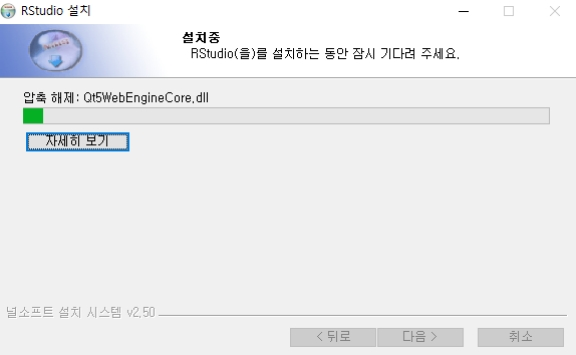 RStudio 설치
설치중
RStudio(을)를 설치하는 동안 잠시 기다려 주세요.
압축 해제: Qt5WebEngineCore.dll
자세히 보기
널소프트 설치 시스템 v2.50
< 뒤로 다음 > 취소